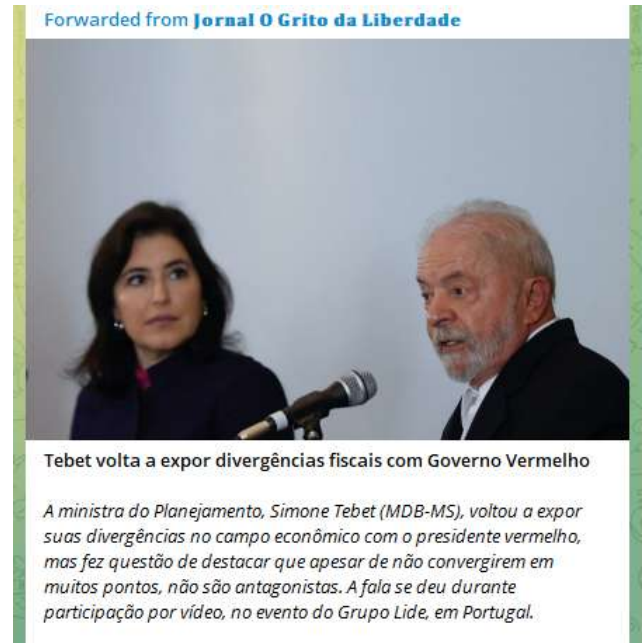 Forwarded from Jornal O Grito da Liberdade
Tebet volta a expor divergências fiscais com Governo Vermelho
A ministra do Planejamento, Simone Tebet (MDB-MS), voltou a expor
suas divergências no campo econômico com o presidente vermelho,
mas fez questão de destacar que apesar de não convergirem em
muitos pontos, não são antagonistas. A fala se deu durante
participação por vídeo, no evento do Grupo Lide, em Portugal.